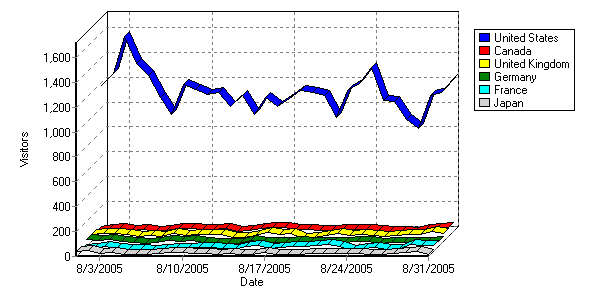 1,600
1,400
1,200
1,000
800
600
400
200
0
Visitors
8/3/2005 8/10/2005 8/17/2005 8/24/2005 8/31/2005
Date
United States
Canada
United Kingdom
Germany
France
Japan